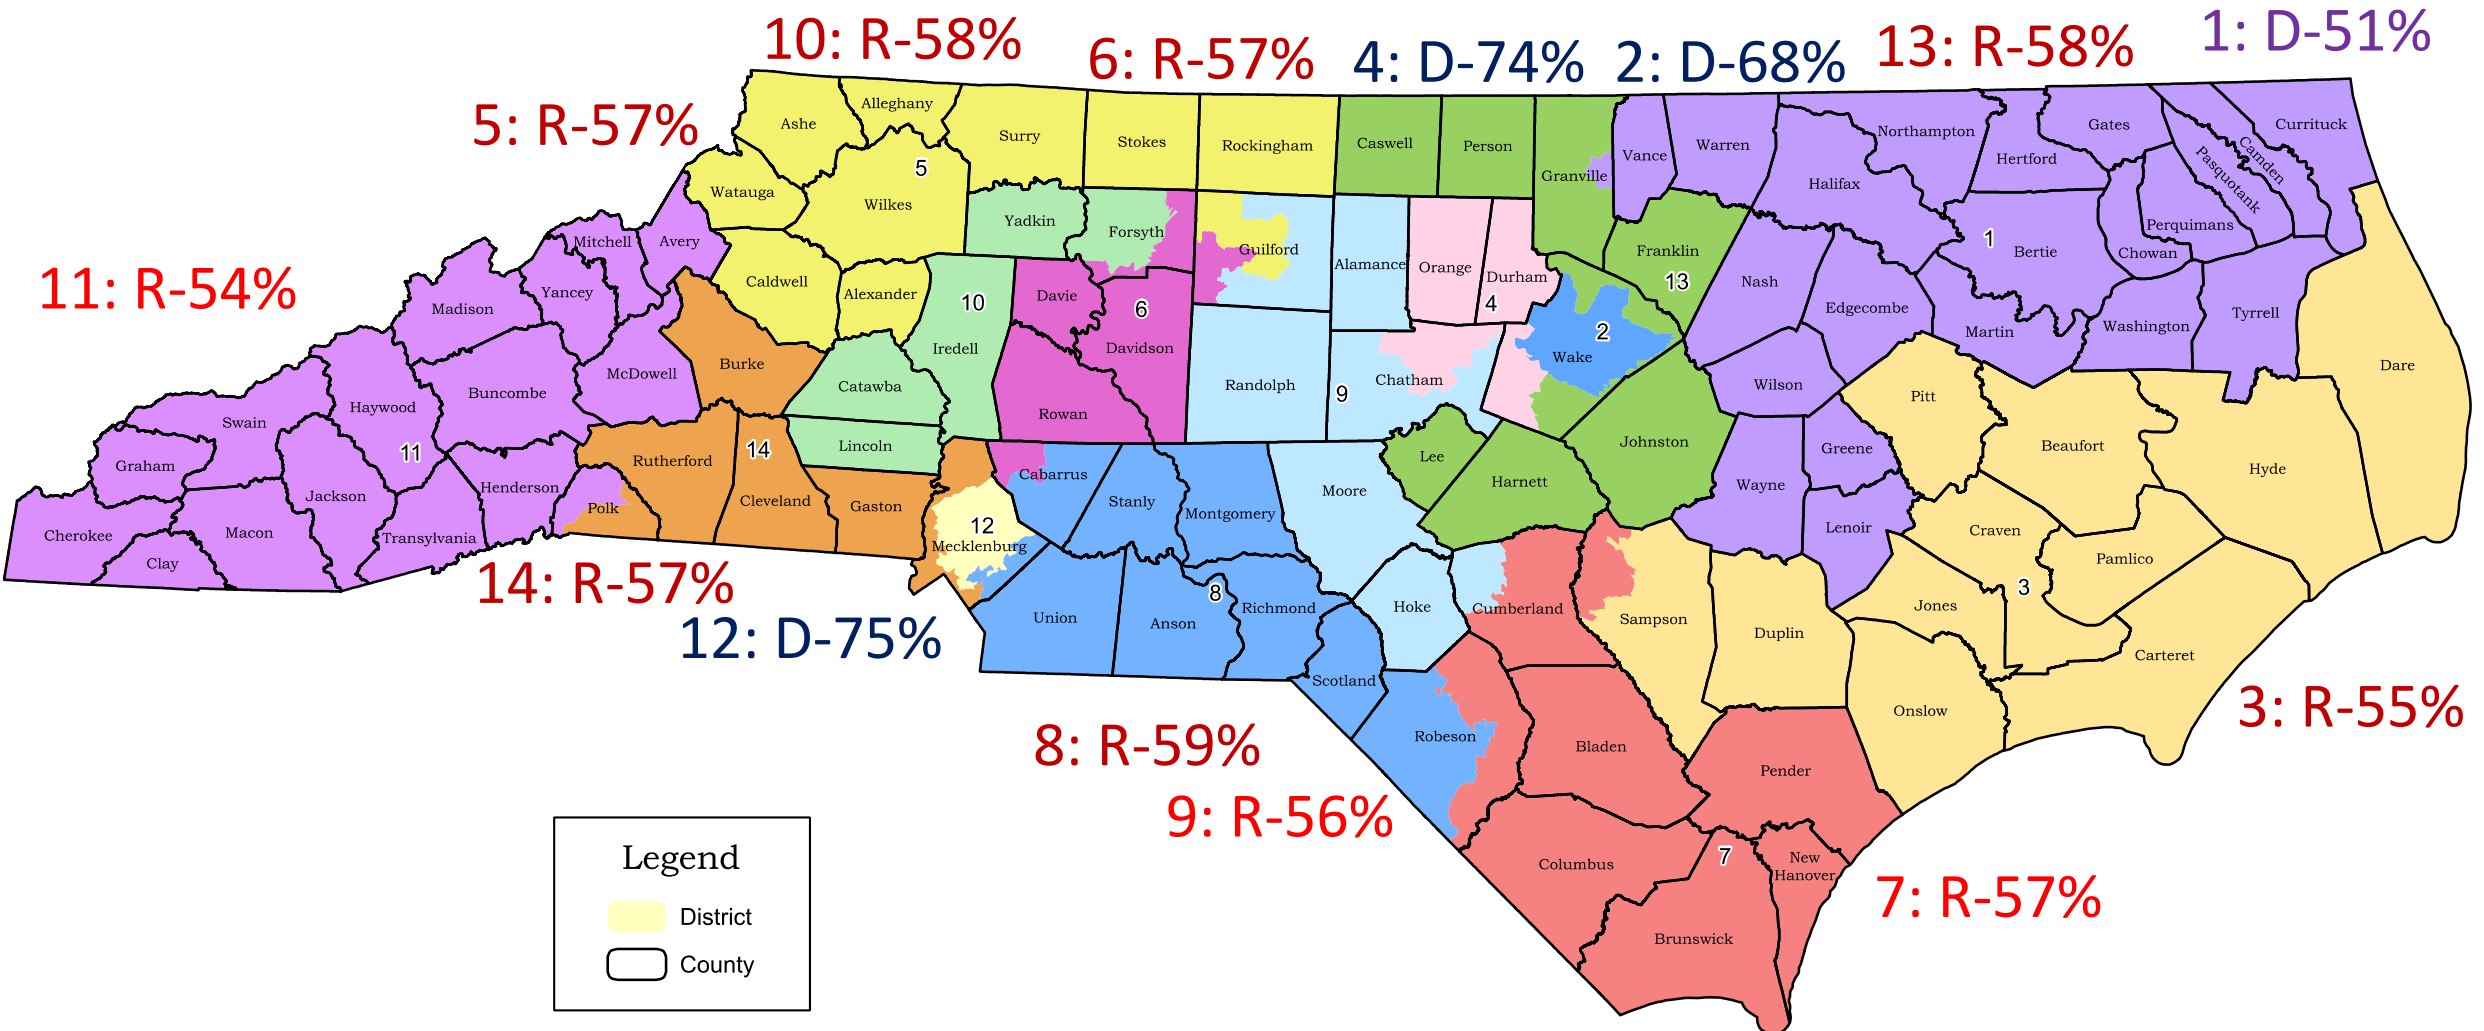 10: R-58%
6: R-57%
4: D-74%
2: D-68%
13: R-58%
1: D-51%
5: R-57%
11: R-54%
14: R-57%
12: D-75%
8: R-59%
9: R-56%
7: R-57%
3: R-55%
Ashe
Alleghany
Surry
Stokes
Rockingham
Caswell
Person
Granville
Vance
Warren
Northampton
Halifax
Hertford
Gates
Pasquotank
Camden
Currituck
Perquimans
Chowan
1
Bertie
Watauga
Wilkes
5
Yadkin
Forsyth
Guilford
Alamance
Orange
Durham
4
Franklin
13
Nash
Edgecombe
Martin
Washington
Tyrrell
Dare
Mitchell
Avery
Yancey
Madison
Caldwell
Alexander
Iredell
10
Davie
6
Davidson
Randolph
9
Chatham
2
Wake
Wilson
Pitt
Beaufort
Hyde
Burke
McDowell
Buncombe
Haywood
11
Swain
Graham
Jackson
Cherokee
Clay
Macon
Transylvania
Henderson
Polk
Rutherford
14
Cleveland
Gaston
Lincoln
Catawba
Rowan
Cabarrus
12
Mecklenburg
Stanly
Montgomery
Moore
Lee
Harnett
Johnston
Wayne
Greene
Lenoir
Craven
3
Pamlico
Jones
Carteret
Onslow
Duplin
Sampson
Cumberland
Hoke
8
Richmond
Anson
Union
Scotland
Robeson
Bladen
Pender
Columbus
7
New
Hanover
Brunswick
Legend
District
County